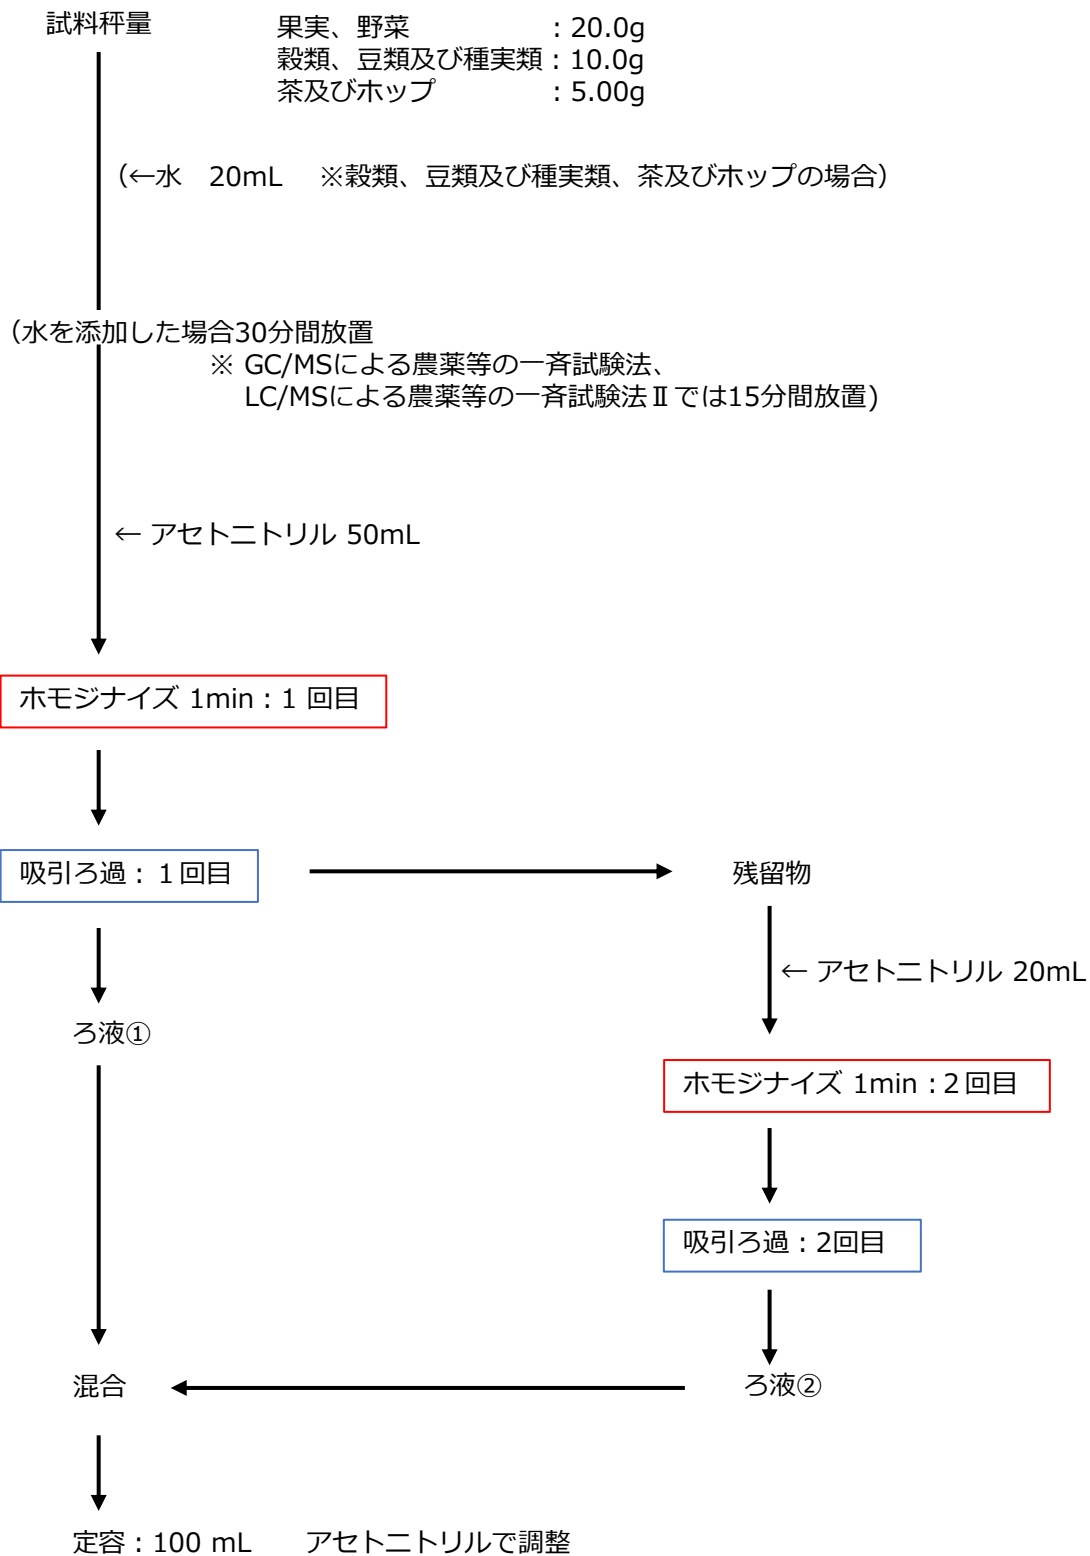 試料秤量
果実、野菜　　　　　：20.0g
穀類、豆類及び種実類：10.0g
茶及びホップ　　　　：5.00g
（←水　20mL　※穀類、豆類及び種実類、茶及びホップの場合）
（水を添加した場合30分間放置
※ GC/MSによる農薬等の一斉試験法、
LC/MSによる農薬等の一斉試験法Ⅱでは15分間放置)
← アセトニトリル 50mL
ホモジナイズ 1min：1 回目
吸引ろ過：１回目
残留物
← アセトニトリル 20mL
ろ液①
ホモジナイズ 1min：２回目
吸引ろ過：2回目
混合
ろ液②
定容：100 mL　　アセトニトリルで調整